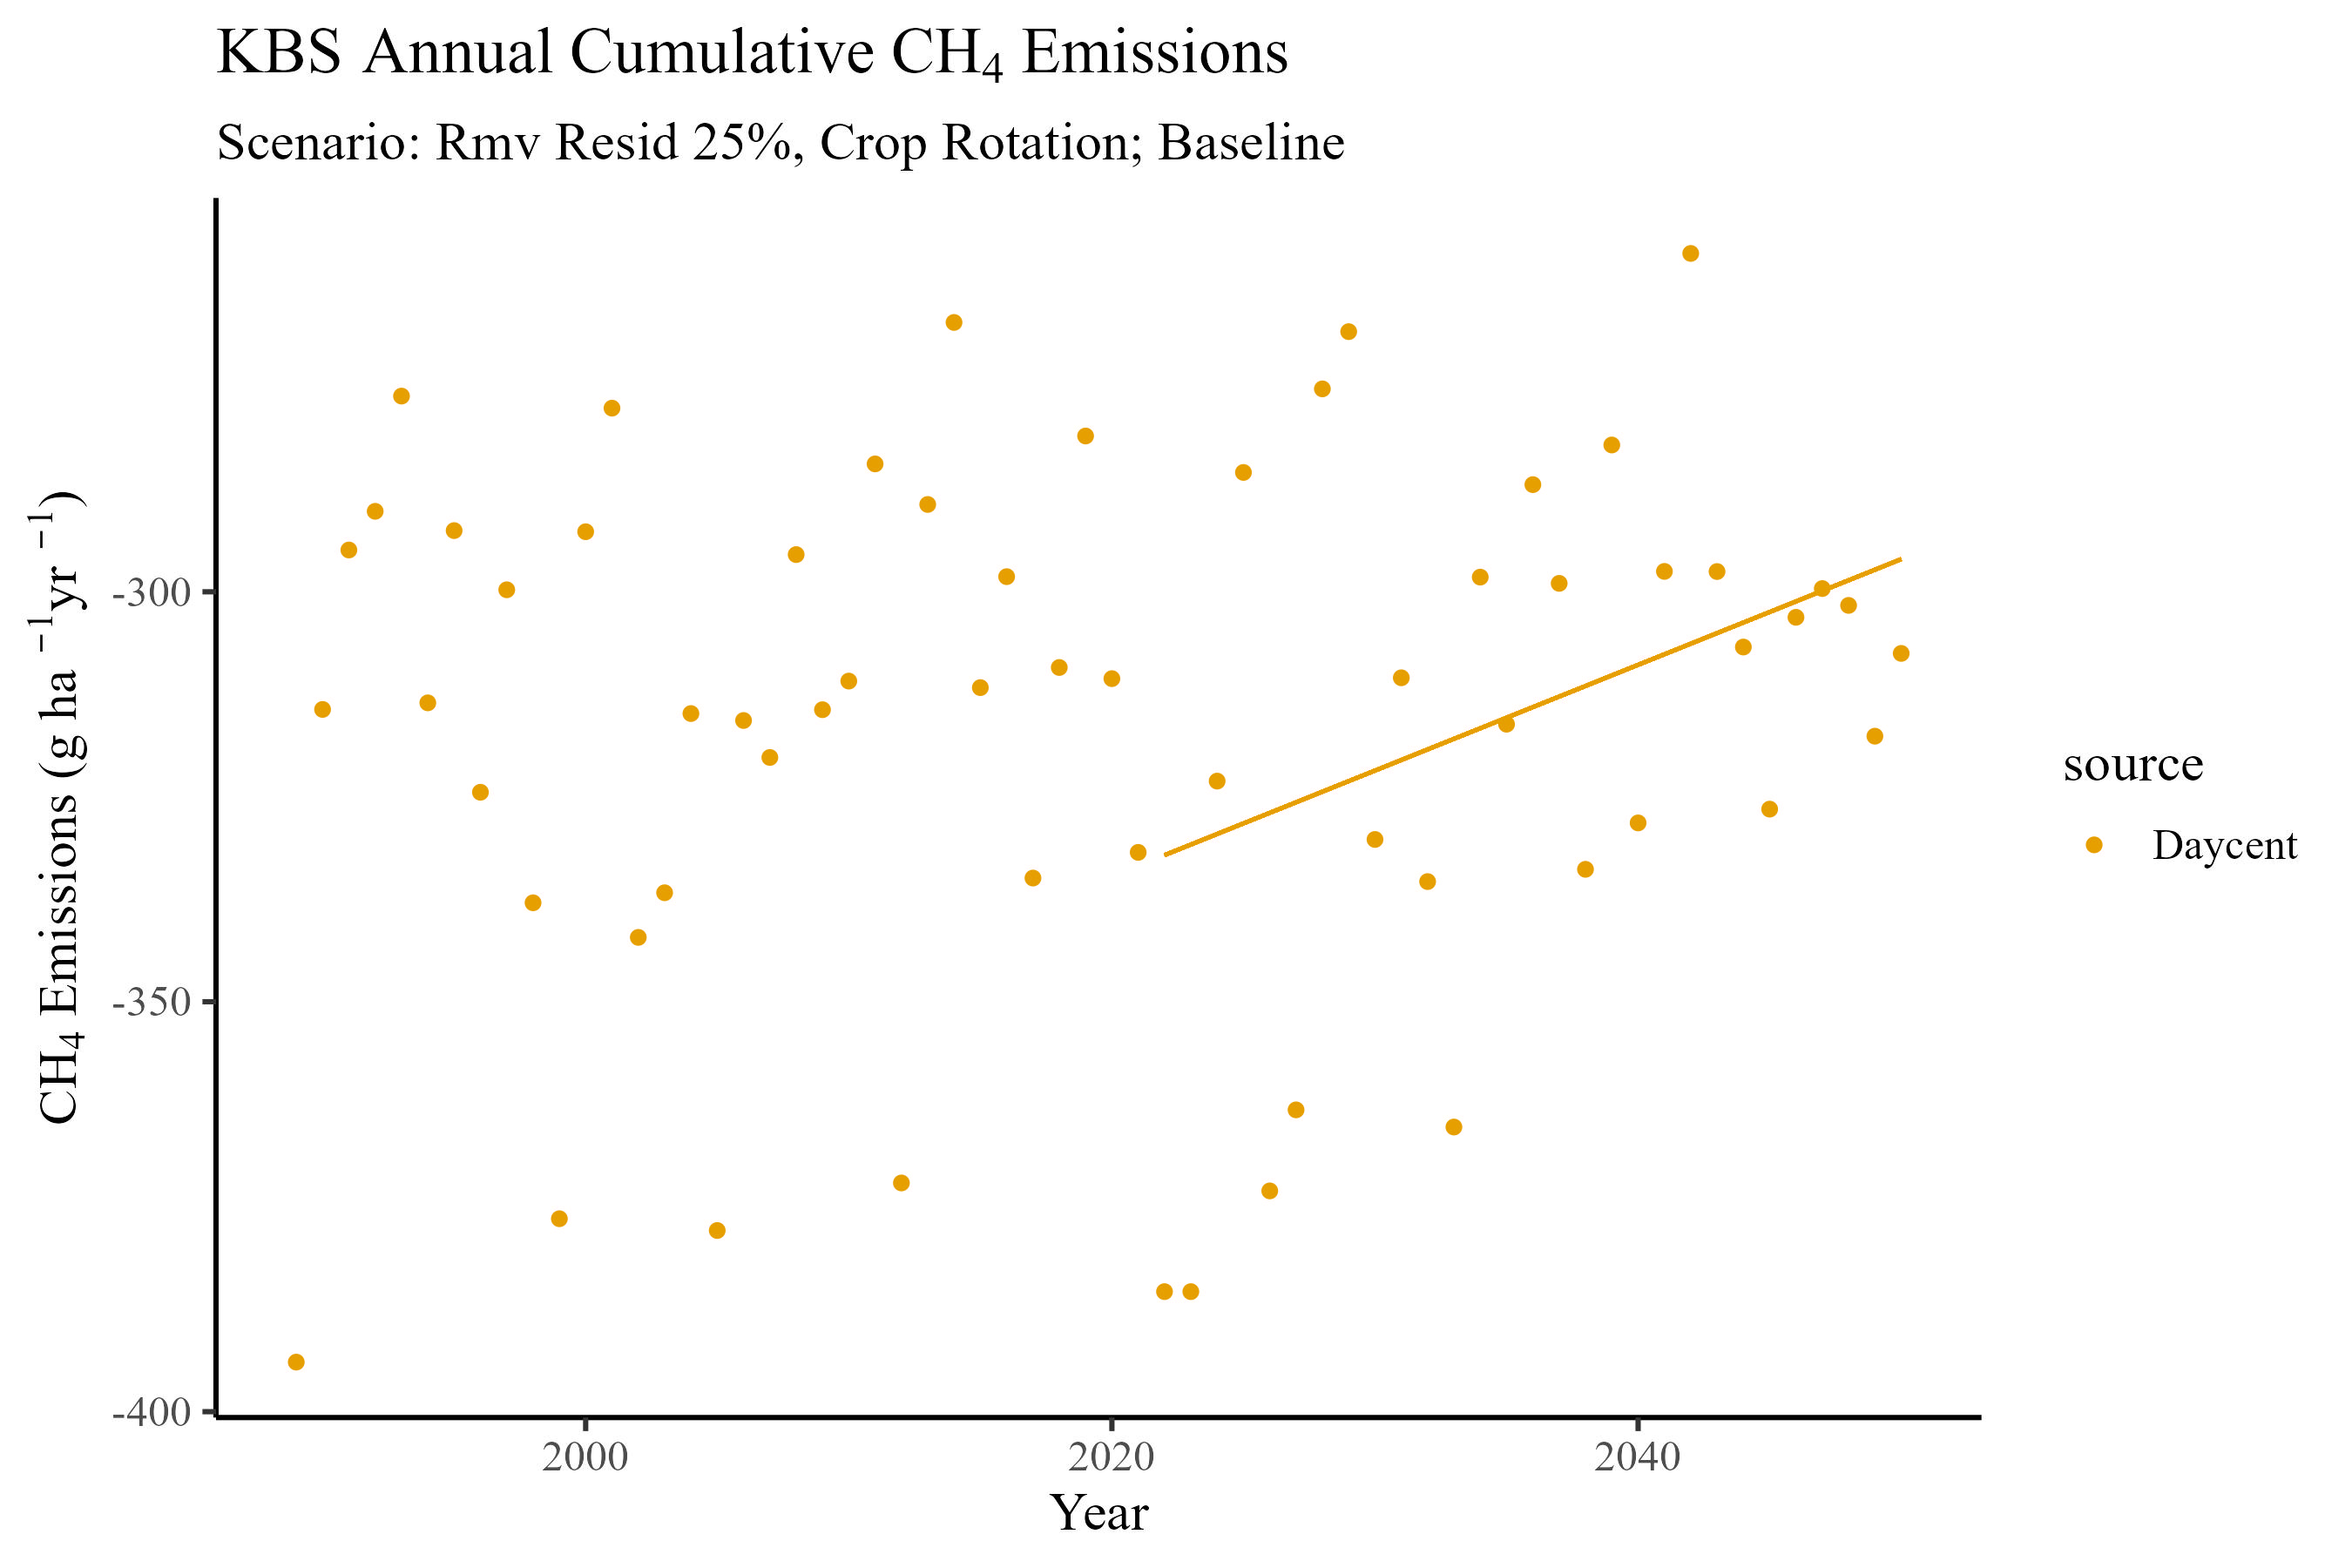 KBS Annual Cumulative CH₄ Emissions
Scenario: Rmv Resid 25%, Crop Rotation; Baseline
CH₄ Emissions (g ha ⁻¹yr ⁻¹)
-300
-350
-400
2000 2020 2040
Year
source
Daycent